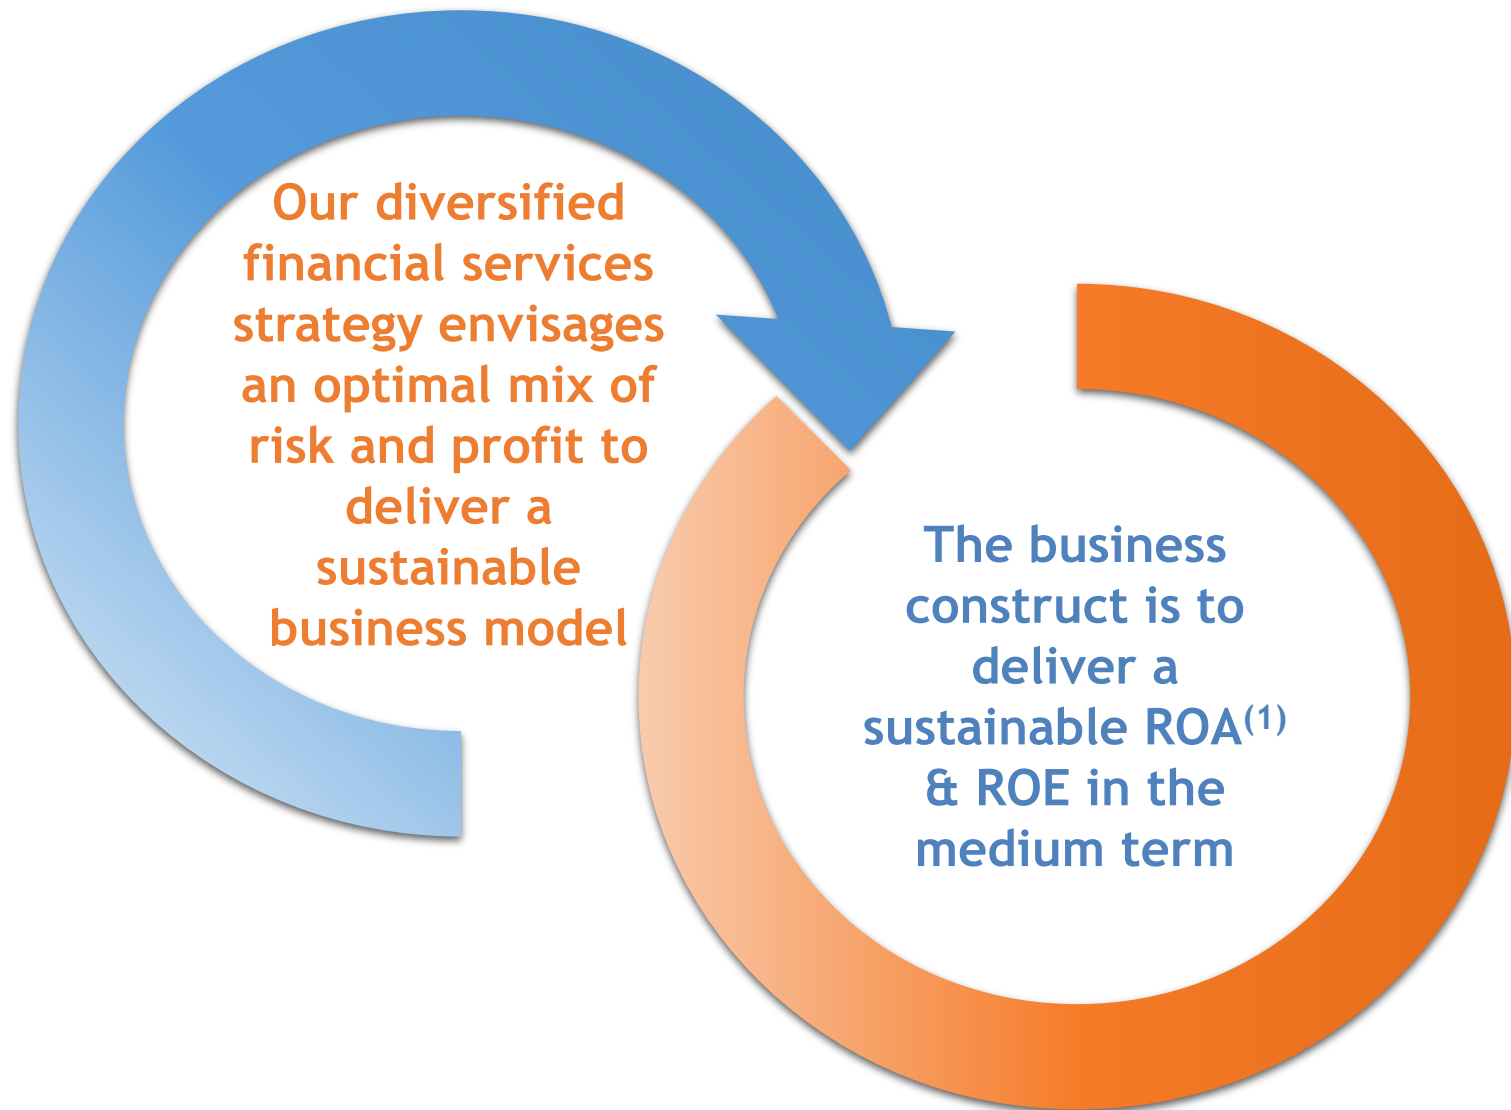 Our diversified
financial services
strategy envisages
an optimal mix of
risk and profit to
deliver a
sustainable
business model
The business
construct is to
deliver a
sustainable ROA(1)
& ROE in the
medium term